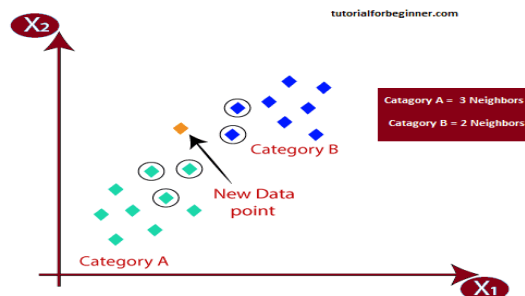 tutorialforbeginner.com
X2
Catagory A = 3 Neighbors
Catagory B = 2 Neighbors
Category B
New Data
point
Category A
X1